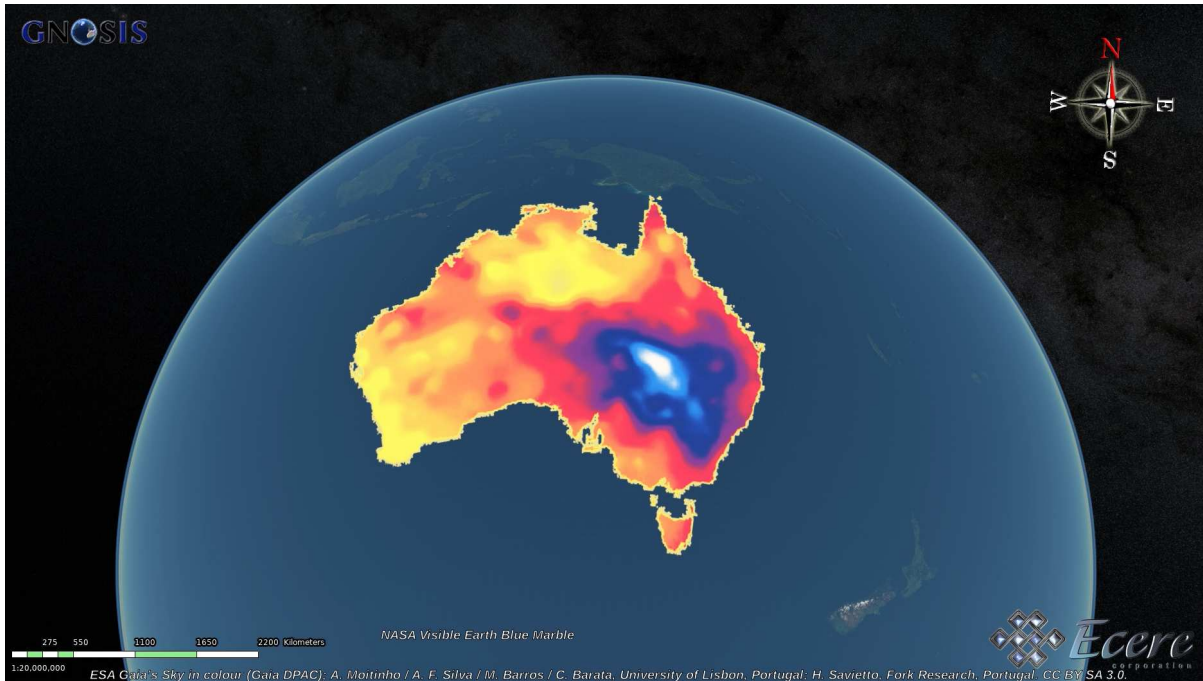 GNOSIS
N
W E
S
275 550 1100 1650 2200 Kilometers
1:20,000,000
NASA Visible Earth Blue Marble
Ecere
corporation
ESA Gaia's Sky in colour (Gaia DPAC); A. Moitinho / A. F. Silva / M. Barros / C. Barata, University of Lisbon, Portugal; H. Savietto, Fork Research, Portugal. CC BY SA 3.0.